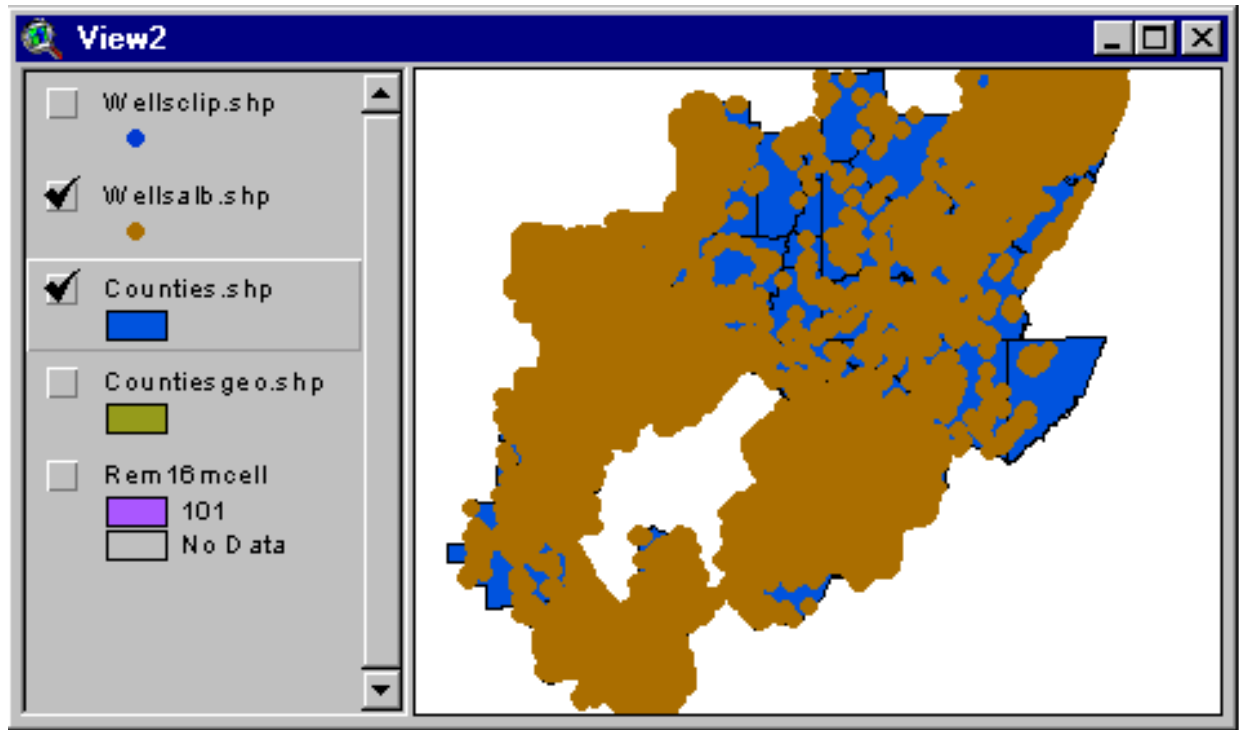 View2
Wellsclip.shp
Wellsalb.shp
Counties.shp
Countiesgeo.shp
Rem16mcell
101
No Data